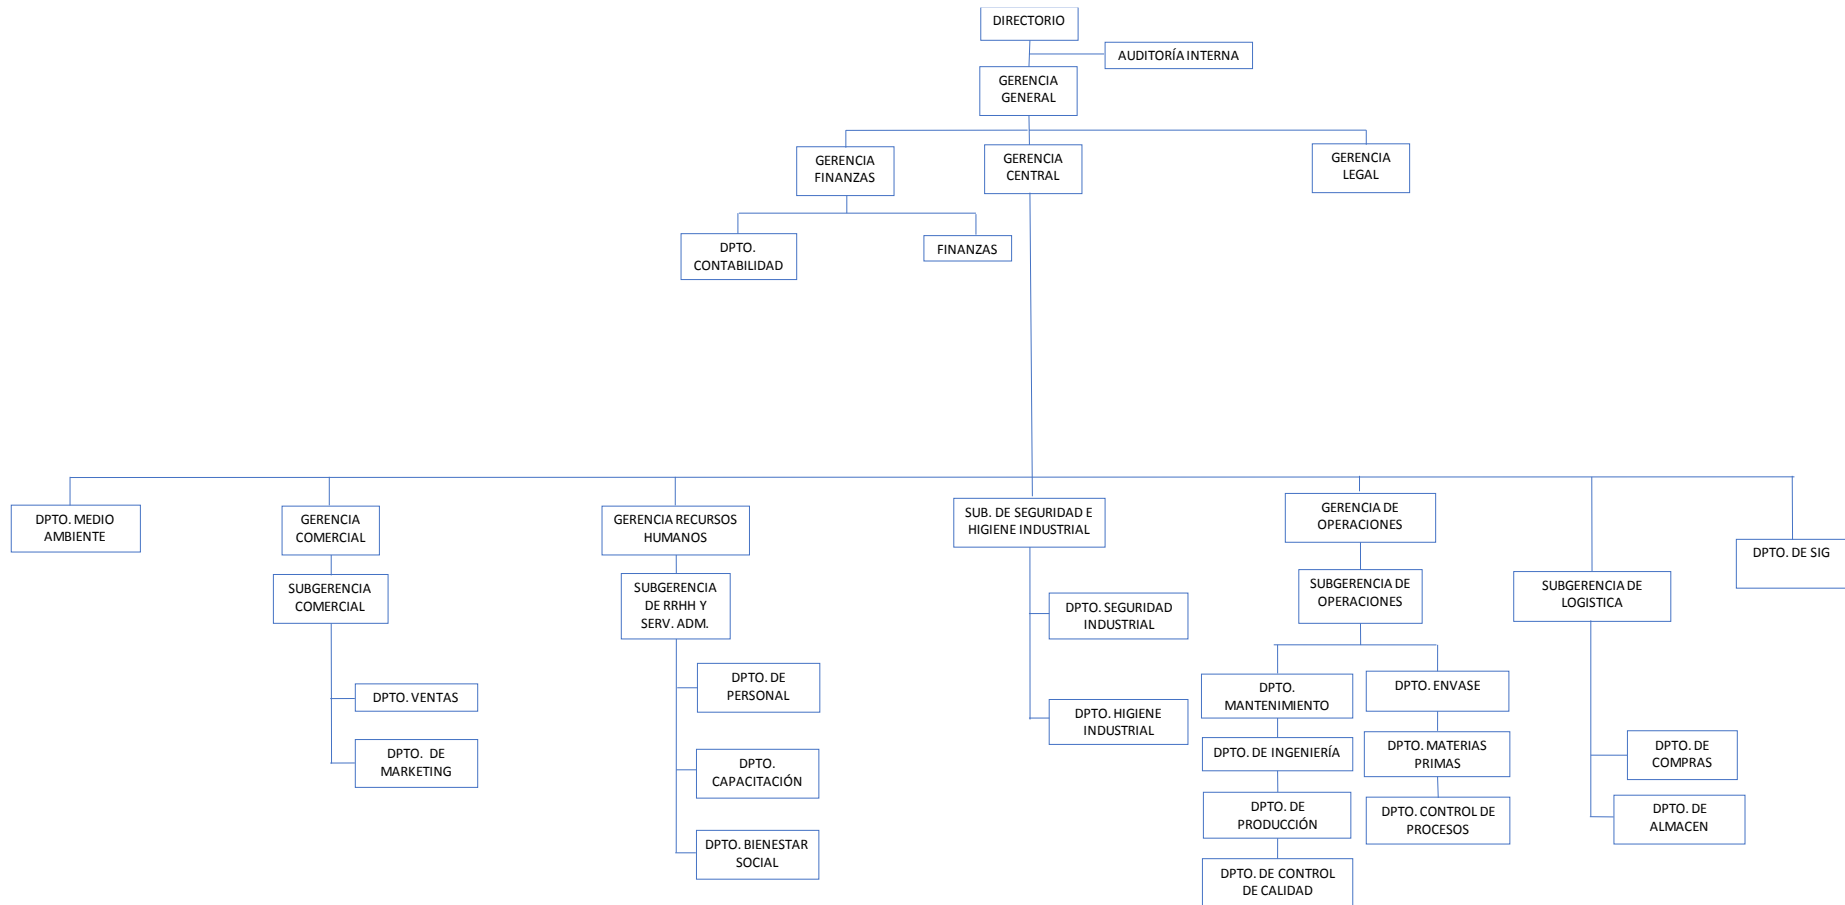 DIRECTORIO
AUDITORÍA INTERNA
GERENCIA
GENERAL
GERENCIA
FINANZAS
GERENCIA
CENTRAL
GERENCIA
LEGAL
DPTO.
CONTABILIDAD
FINANZAS
DPTO. MEDIO
AMBIENTE
GERENCIA
COMERCIAL
SUBGERENCIA
COMERCIAL
DPTO. VENTAS
DPTO. DE
MARKETING
GERENCIA RECURSOS
HUMANOS
SUBGERENCIA
DE RRHH Y
SERV. ADM.
DPTO. DE
PERSONAL
DPTO.
CAPACITACIÓN
DPTO. BIENESTAR
SOCIAL
SUB. DE SEGURIDAD E
HIGIENE INDUSTRIAL
DPTO. SEGURIDAD
INDUSTRIAL
DPTO. HIGIENE
INDUSTRIAL
GERENCIA DE
OPERACIONES
SUBGERENCIA DE
OPERACIONES
DPTO.
MANTENIMIENTO
DPTO. DE INGENIERÍA
DPTO. DE
PRODUCCIÓN
DPTO. DE CONTROL
DE CALIDAD
DPTO. ENVASE
DPTO. MATERIAS
PRIMAS
DPTO. CONTROL DE
PROCESOS
SUBGERENCIA DE
LOGISTICA
DPTO. DE
COMPRAS
DPTO. DE
ALMACEN
DPTO. DE SIG